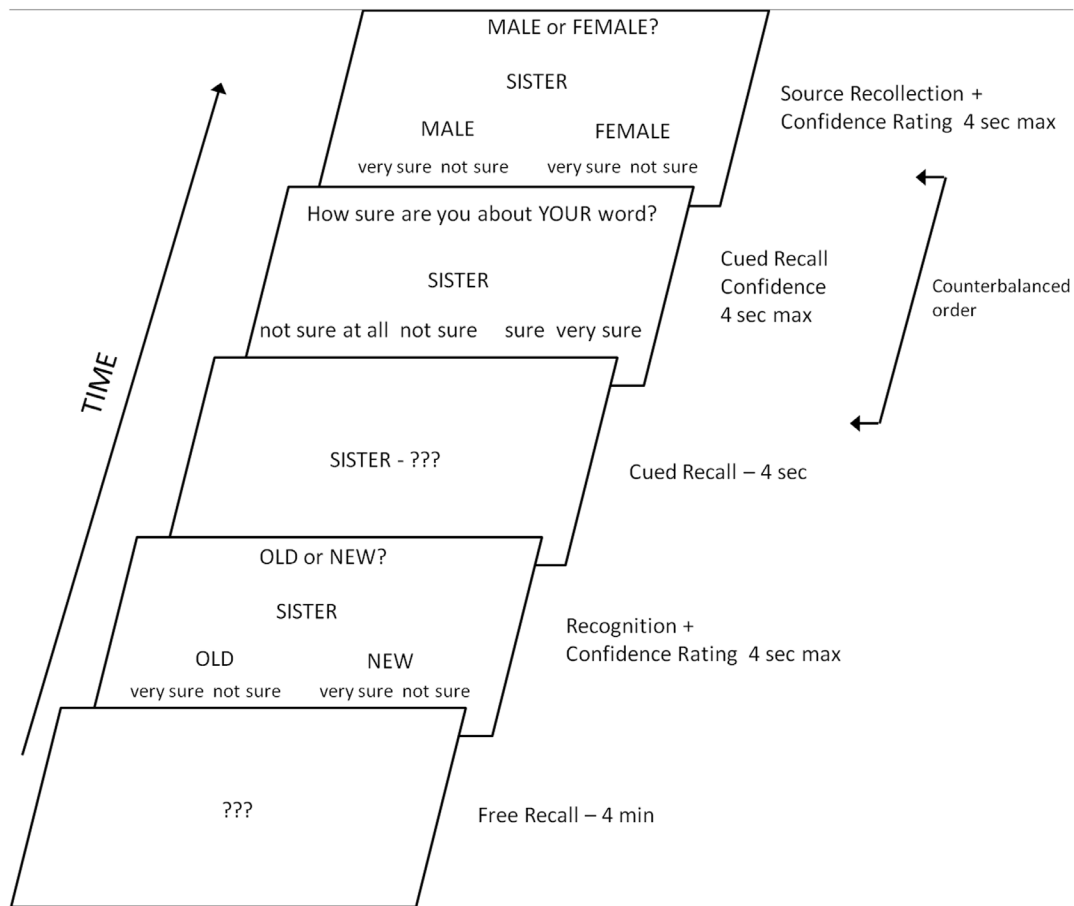 MALE or FEMALE?
SISTER
MALE FEMALE
very sure not sure very sure not sure
Source Recollection +
Confidence Rating 4 sec max
How sure are you about YOUR word?
SISTER
not sure at all not sure sure very sure
Cued Recall
Confidence
4 sec max
Counterbalanced
order
TIME
SISTER - ???
Cued Recall – 4 sec
OLD or NEW?
SISTER
OLD NEW
very sure not sure very sure not sure
Recognition +
Confidence Rating 4 sec max
???
Free Recall – 4 min